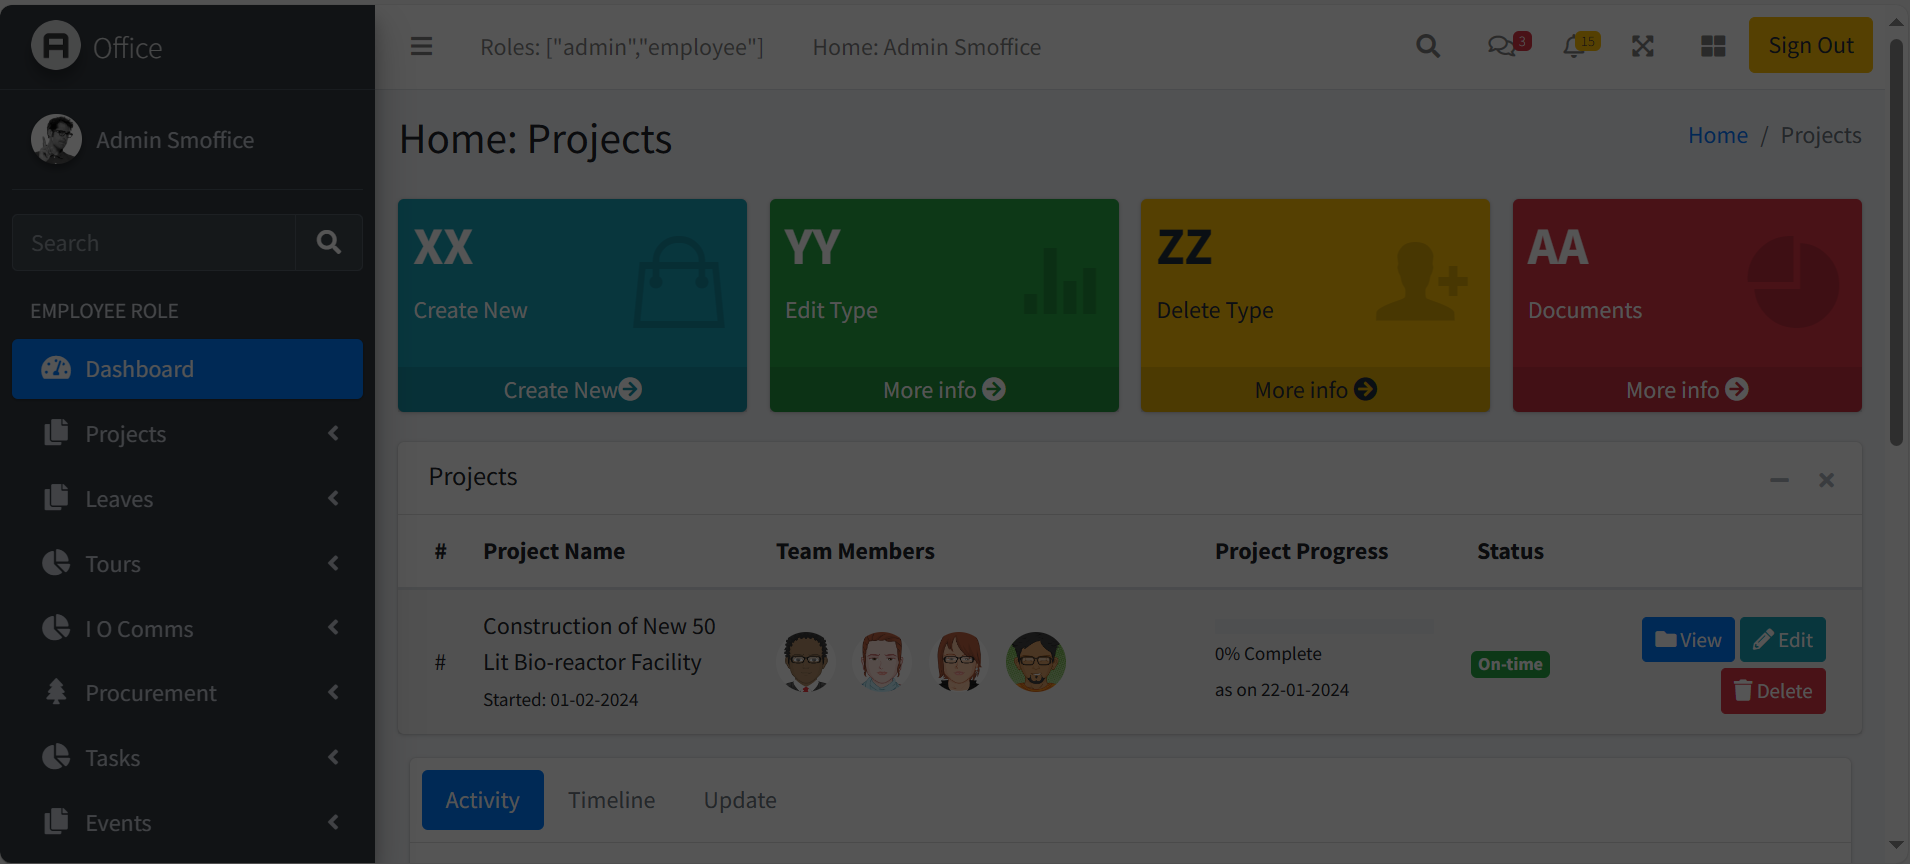 Office
Roles: ["admin","employee"]
Home: Admin Smoffice
3
15
Sign Out
Admin Smoffice
Search
EMPLOYEE ROLE
Dashboard
Projects
Leaves
Tours
I O Comms
Procurement
Tasks
Events
Home: Projects
Home / Projects
XX
Create New
Create New
YY
Edit Type
More info
ZZ
Delete Type
More info
AA
Documents
More info
Projects
# Project Name Team Members Project Progress Status
#
Construction of New 50
Lit Bio-reactor Facility
Started: 01-02-2024
0% Complete
as on 22-01-2024
On-time
View
Edit
Delete
Activity
Timeline
Update